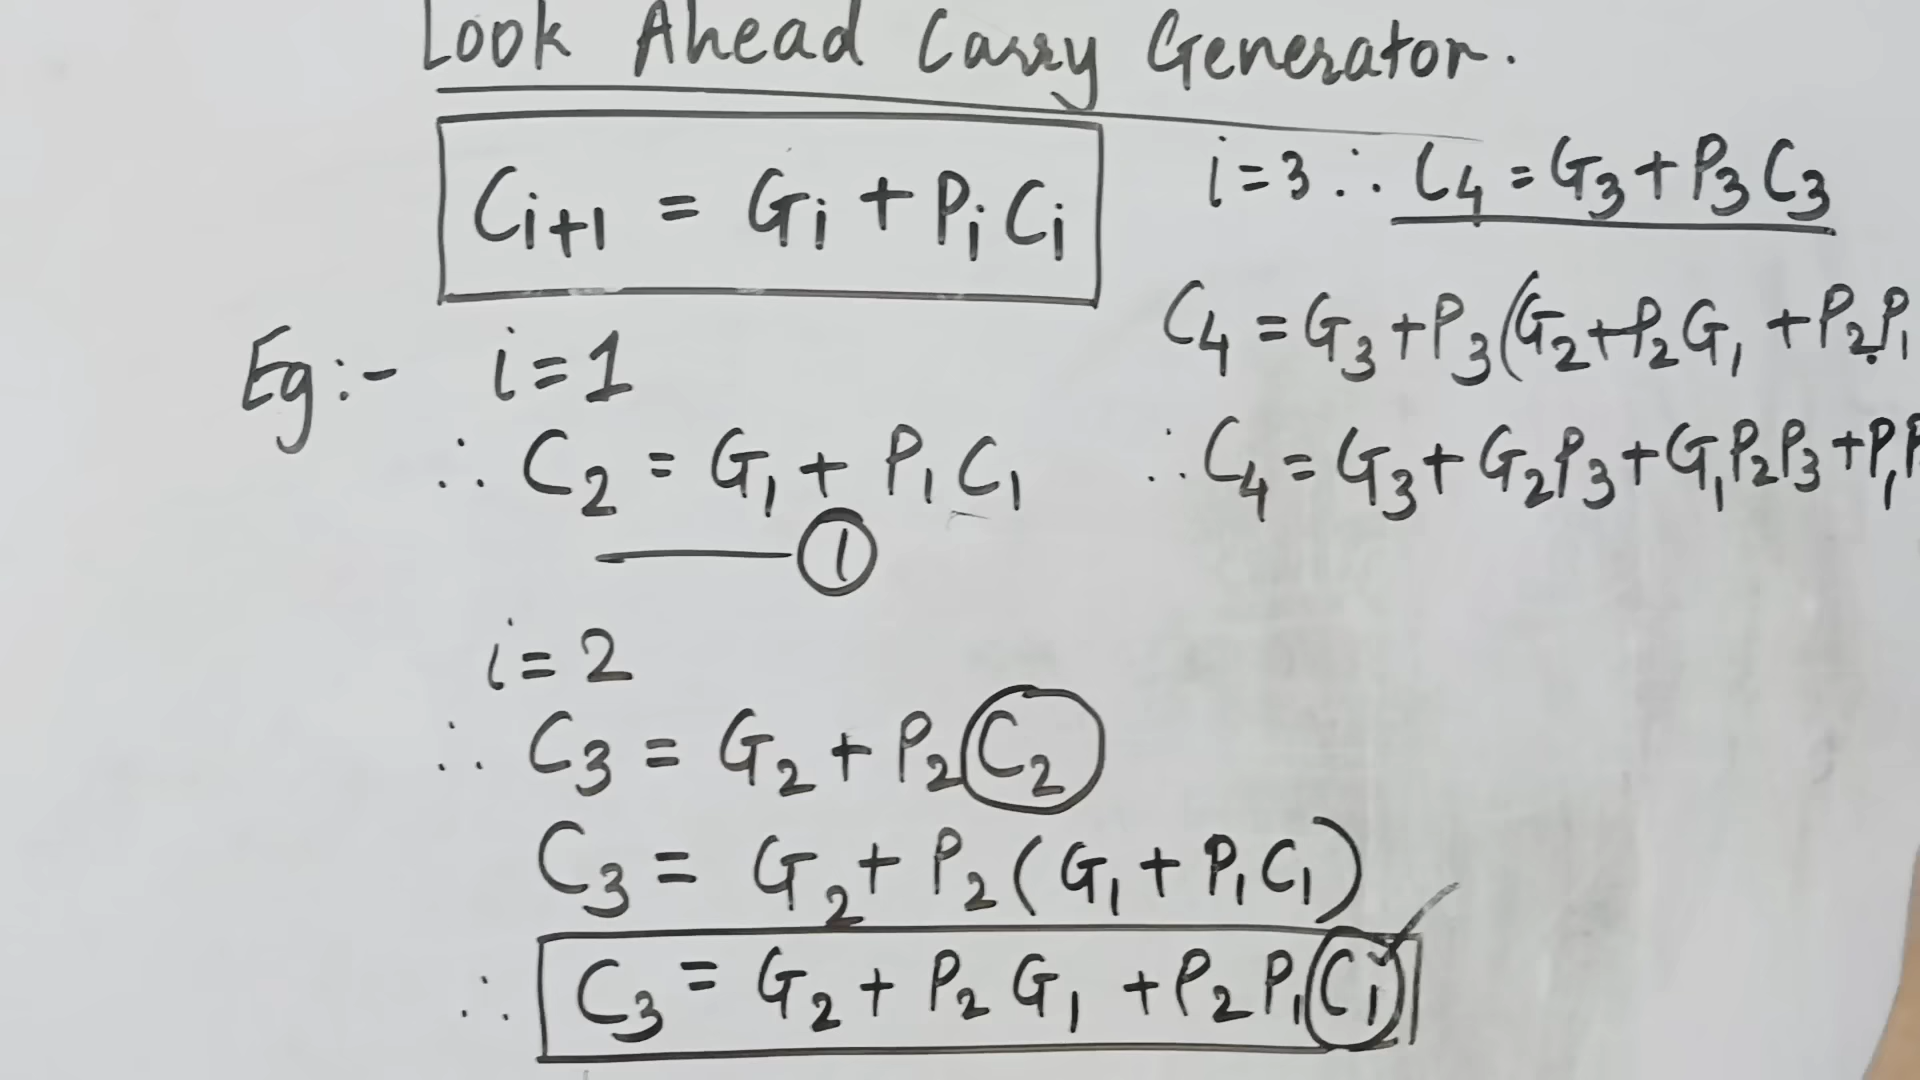 Look Ahead Carry Generator.
Ci+1 = Gi + PiCi
Eg:- i=1
∴ C2 = G1 + P1C1
①
i=2
∴ C3 = G2 + P2C2
C3 = G2 + P2(G1 + P1C1)
∴ C3 = G2 + P2G1 + P2P1C1
i=3 ∴ C4 = G3 + P3C3
C4 = G3 + P3(G2 + P2G1 + P2P1
∴ C4 = G3 + G2P3 + G1P2P3 + P1